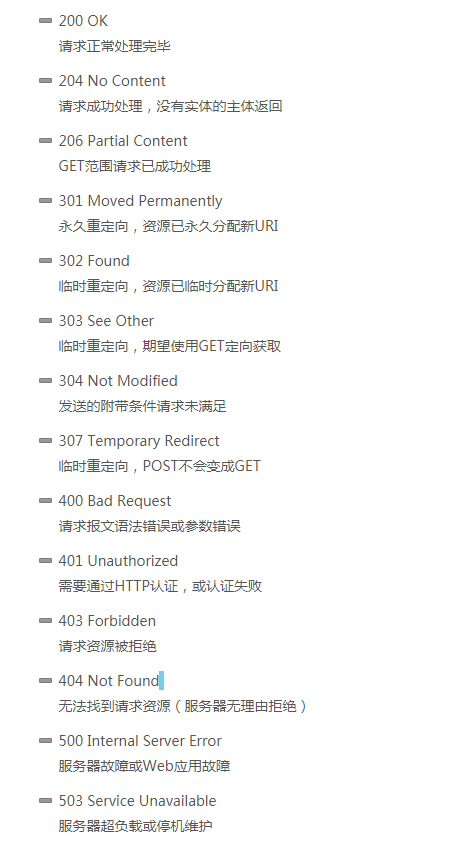 200 OK
请求正常处理完毕
204 No Content
请求成功处理，没有实体的主体返回
206 Partial Content
GET范围请求已成功处理
301 Moved Permanently
永久重定向，资源已永久分配新URI
302 Found
临时重定向，资源已临时分配新URI
303 See Other
临时重定向，期望使用GET定向获取
304 Not Modified
发送的附带条件请求未满足
307 Temporary Redirect
临时重定向，POST不会变成GET
400 Bad Request
请求报文语法错误或参数错误
401 Unauthorized
需要通过HTTP认证，或认证失败
403 Forbidden
请求资源被拒绝
404 Not Found
无法找到请求资源（服务器无理由拒绝）
500 Internal Server Error
服务器故障或Web应用故障
503 Service Unavailable
服务器超负载或停机维护